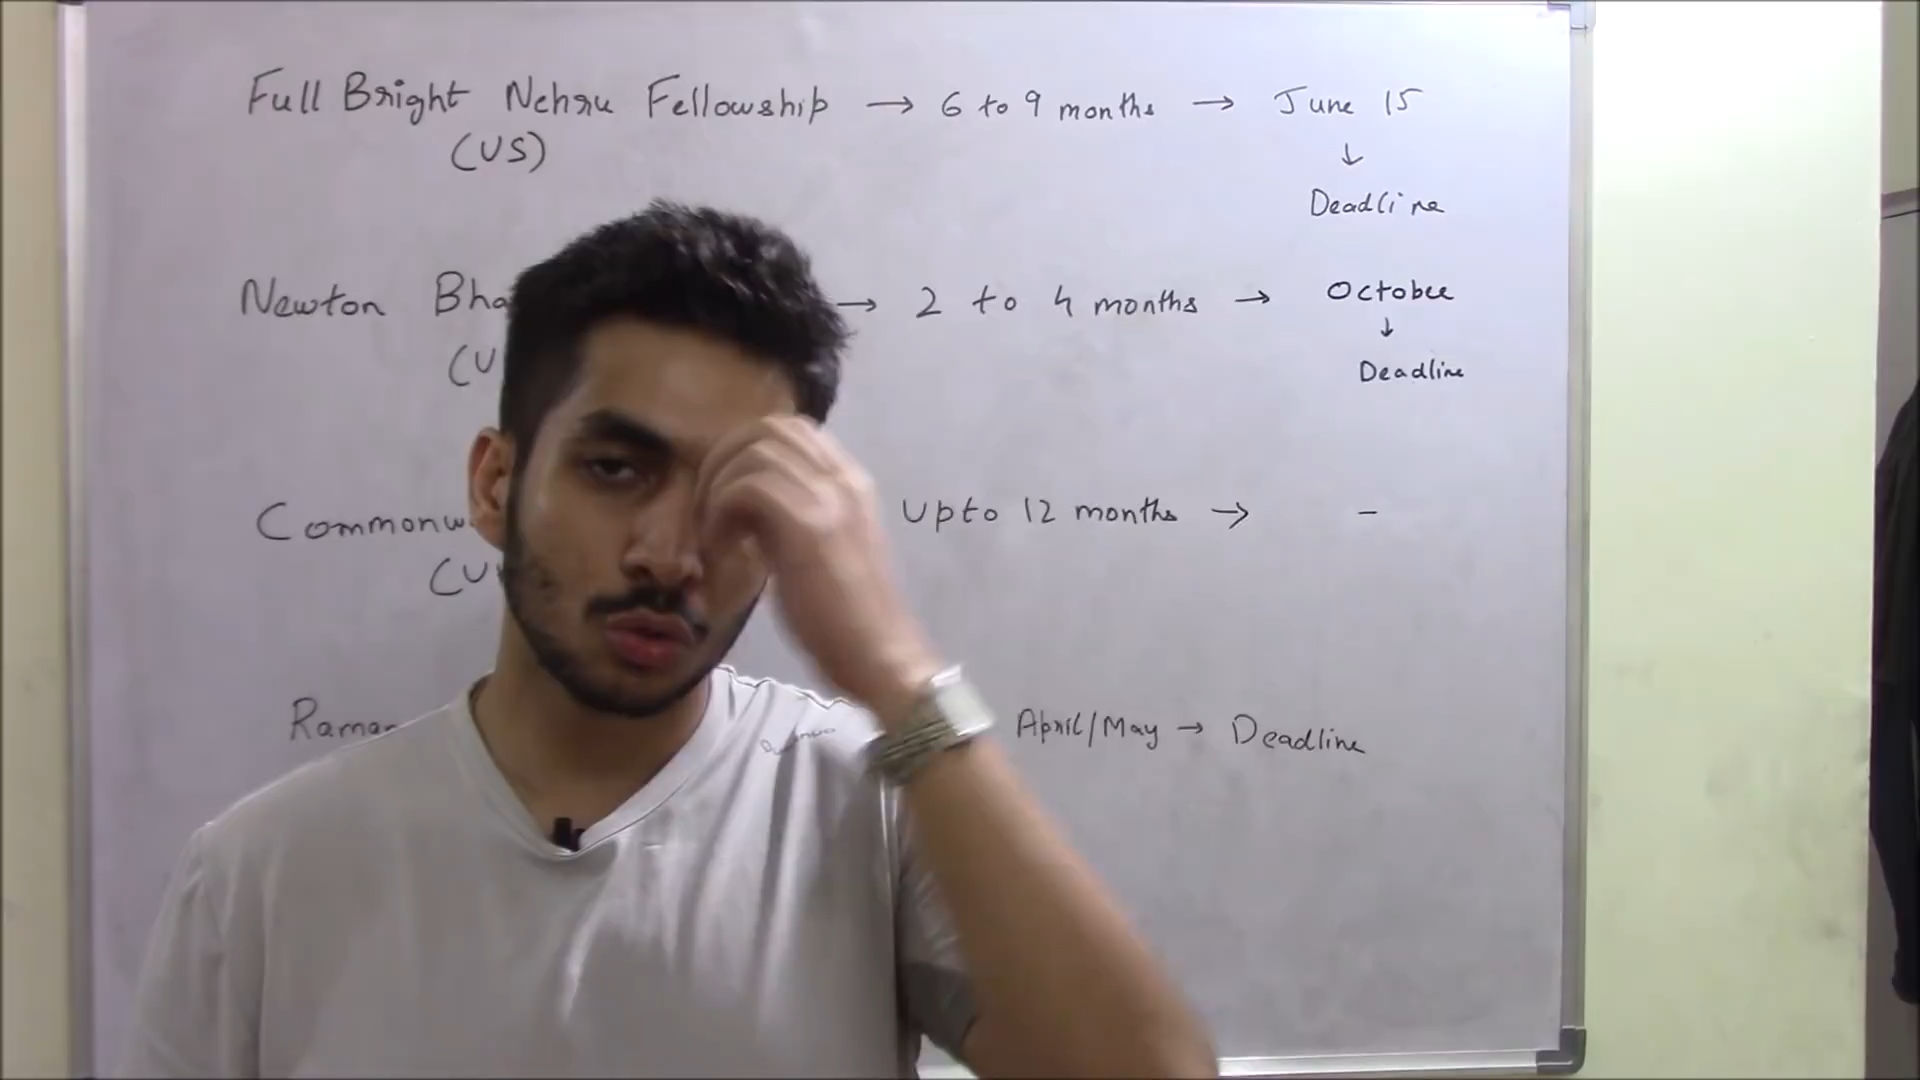 Full Bright Nehru Fellowship → 6 to 9 months → June 15
(US)
↓
Deadline
Newton Bha → 2 to 4 months → October
↓
(U
Deadline
Commonw Upto 12 months → -
(U
Raman April/May → Deadline